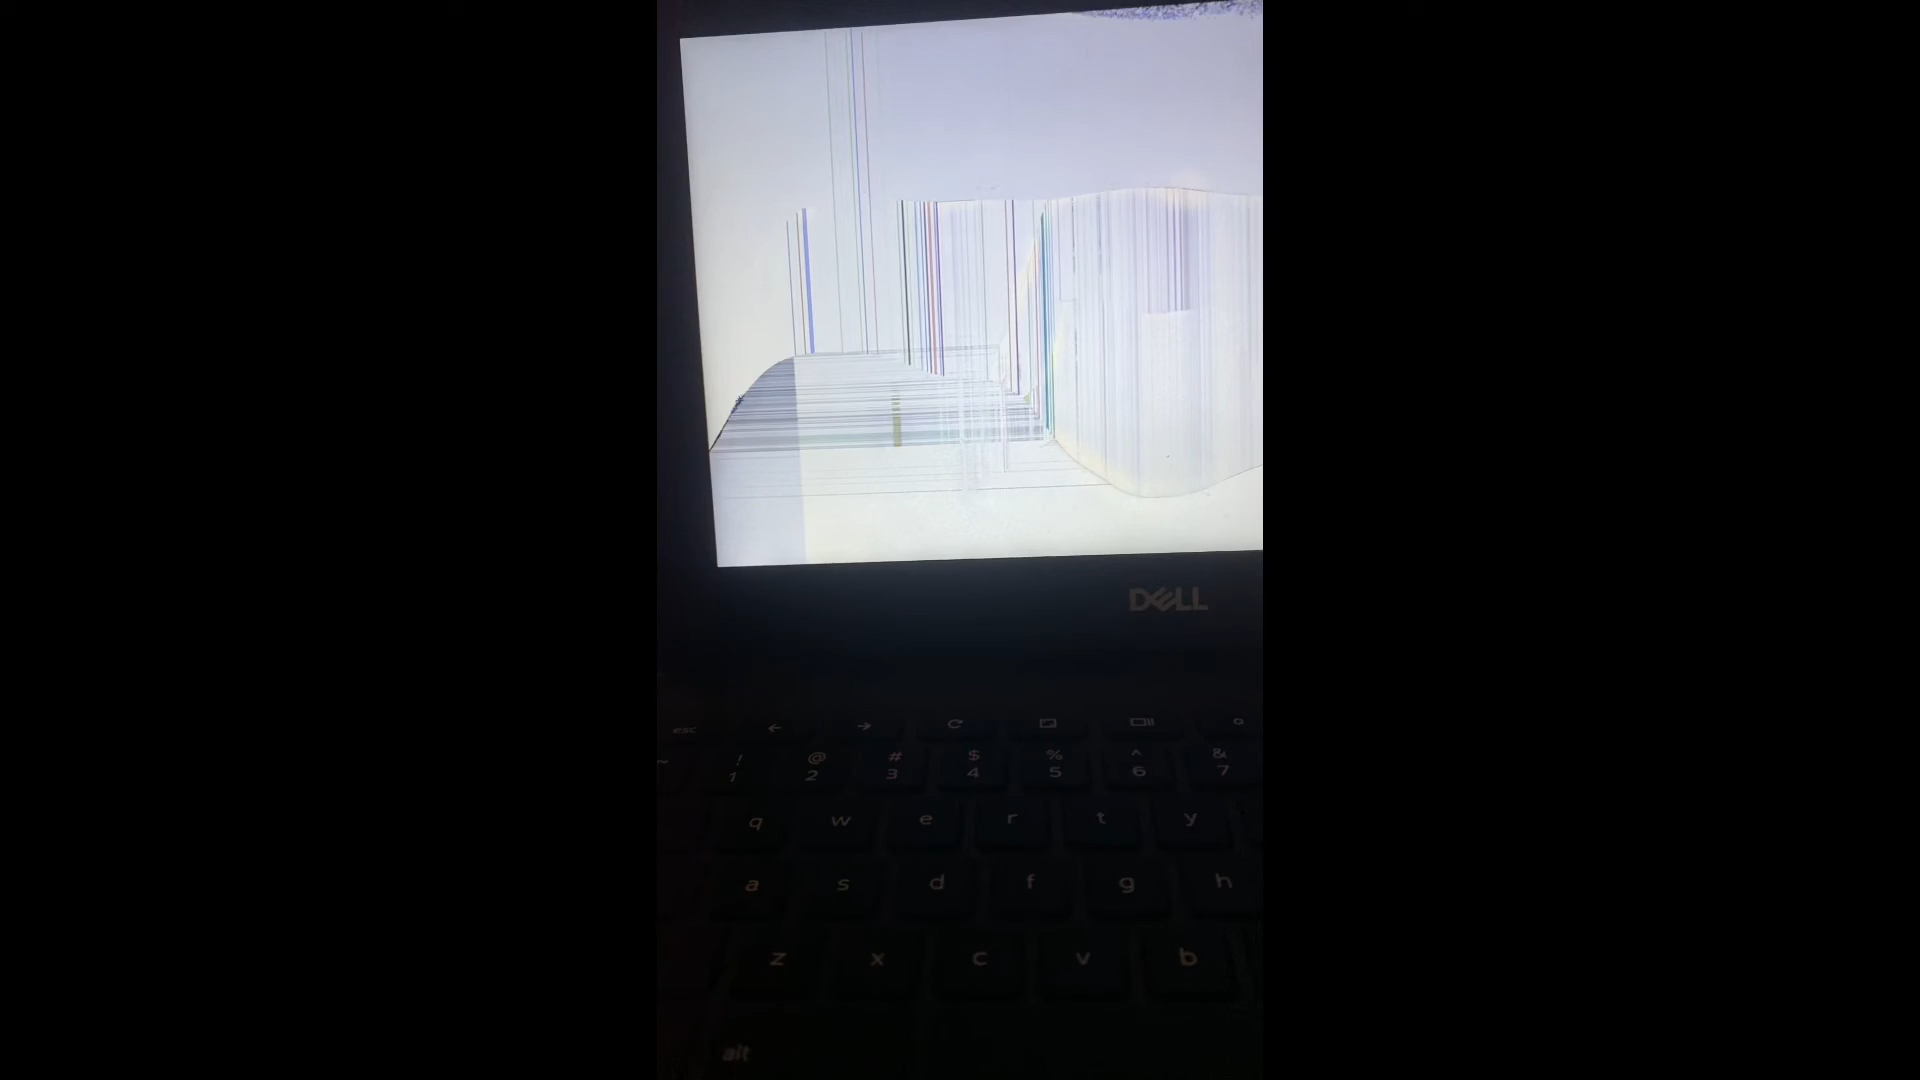 DELL
esc
~ ! @ # $ % ^ &
1 2 3 4 5 6 7
q w e r t y
a s d f g h
z x c v b
alt